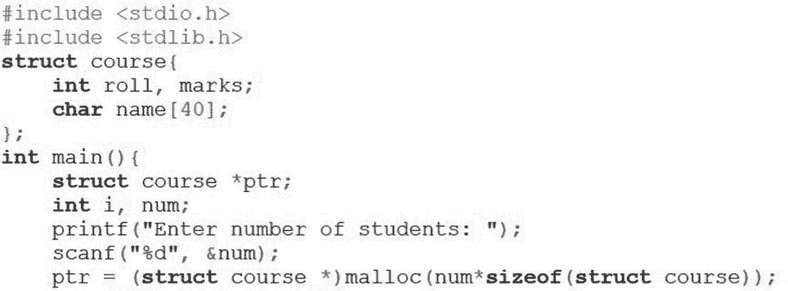 #include <stdio.h>
#include <stdlib.h>
struct course{
    int roll, marks;
    char name[40];
};
int main(){
    struct course *ptr;
    int i, num;
    printf("Enter number of students: ");
    scanf("%d", &num);
    ptr = (struct course *)malloc(num*sizeof(struct course));